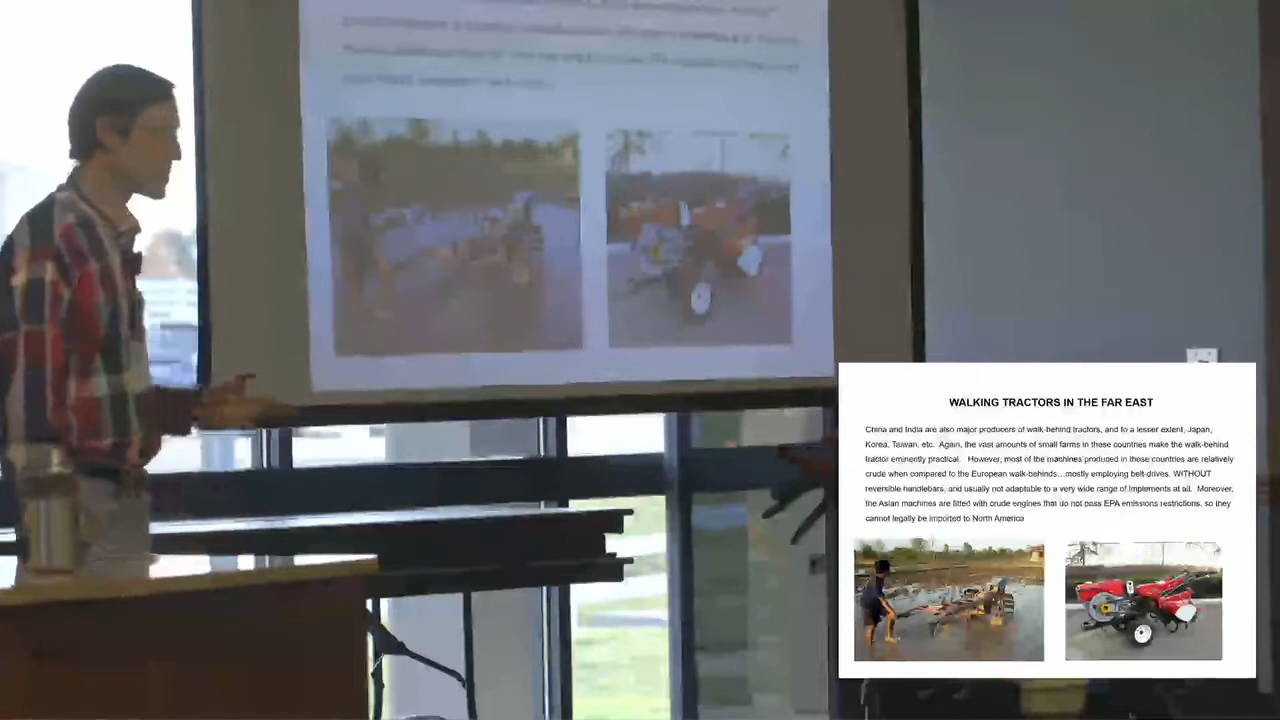 WALKING TRACTORS IN THE FAR EAST
China and India are also major producers of walk-behind tractors, and to a lesser extent, Japan,
Korea, Taiwan, etc. Again, the vast amounts of small farms in these countries make the walk-behind
tractor eminently practical. However, most of the machines produced in those countries are relatively
crude when compared to the European walk-behinds…mostly employing belt-drives, WITHOUT
reversible handlebars, and usually not adaptable to a very wide range of implements at all. Moreover,
the Asian machines are fitted with crude engines that do not pass EPA emissions restrictions, so they
cannot legally be imported to North America